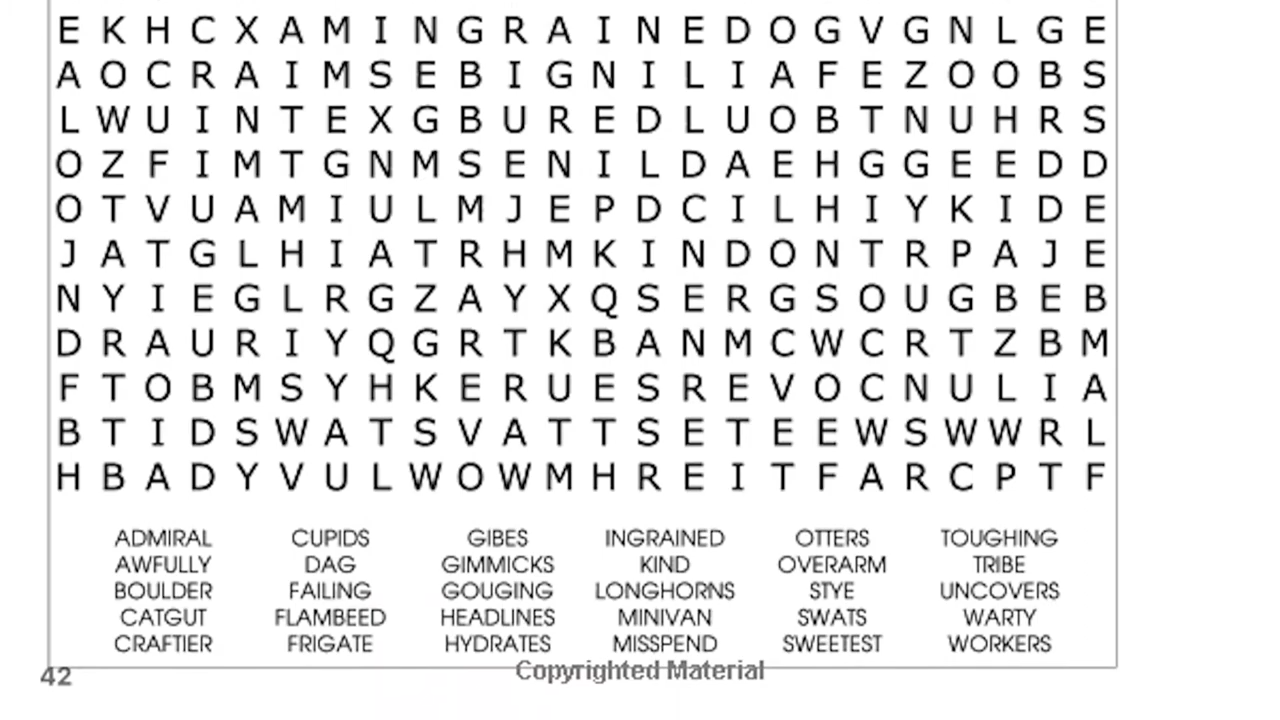 E K H C X A M I N G R A I N E D O G V G N L G E
A O C R A I M S E B I G N I L I A F E Z O O B S
L W U I N T E X G B U R E D L U O B T N U H R S
O Z F I M T G N M S E N I L D A E H G G E E D D
O T V U A M I U L M J E P D C I L H I Y K I D E
J A T G L H I A T R H M K I N D O N T R P A J E
N Y I E G L R G Z A Y X Q S E R G S O U G B E B
D R A U R I Y Q G R T K B A N M C W C R T Z B M
F T O B M S Y H K E R U E S R E V O C N U L I A
B T I D S W A T S V A T T S E T E E W S W W R L
H B A D Y V U L W O W M H R E I T F A R C P T F
ADMIRAL CUPIDS GIBES INGRAINED OTTERS TOUGHING
AWFULLY DAG GIMMICKS KIND OVERARM TRIBE
BOULDER FAILING GOUGING LONGHORNS STYE UNCOVERS
CATGUT FLAMBEED HEADLINES MINIVAN SWATS WARTY
CRAFTIER FRIGATE HYDRATES MISSPEND SWEETEST WORKERS
42 Copyrighted Material